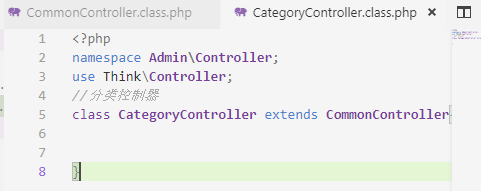 CommonController.class.php
CategoryController.class.php
1 <?php
2 namespace Admin\Controller;
3 use Think\Controller;
4 //分类控制器
5 class CategoryController extends CommonController{
6
7
8 }